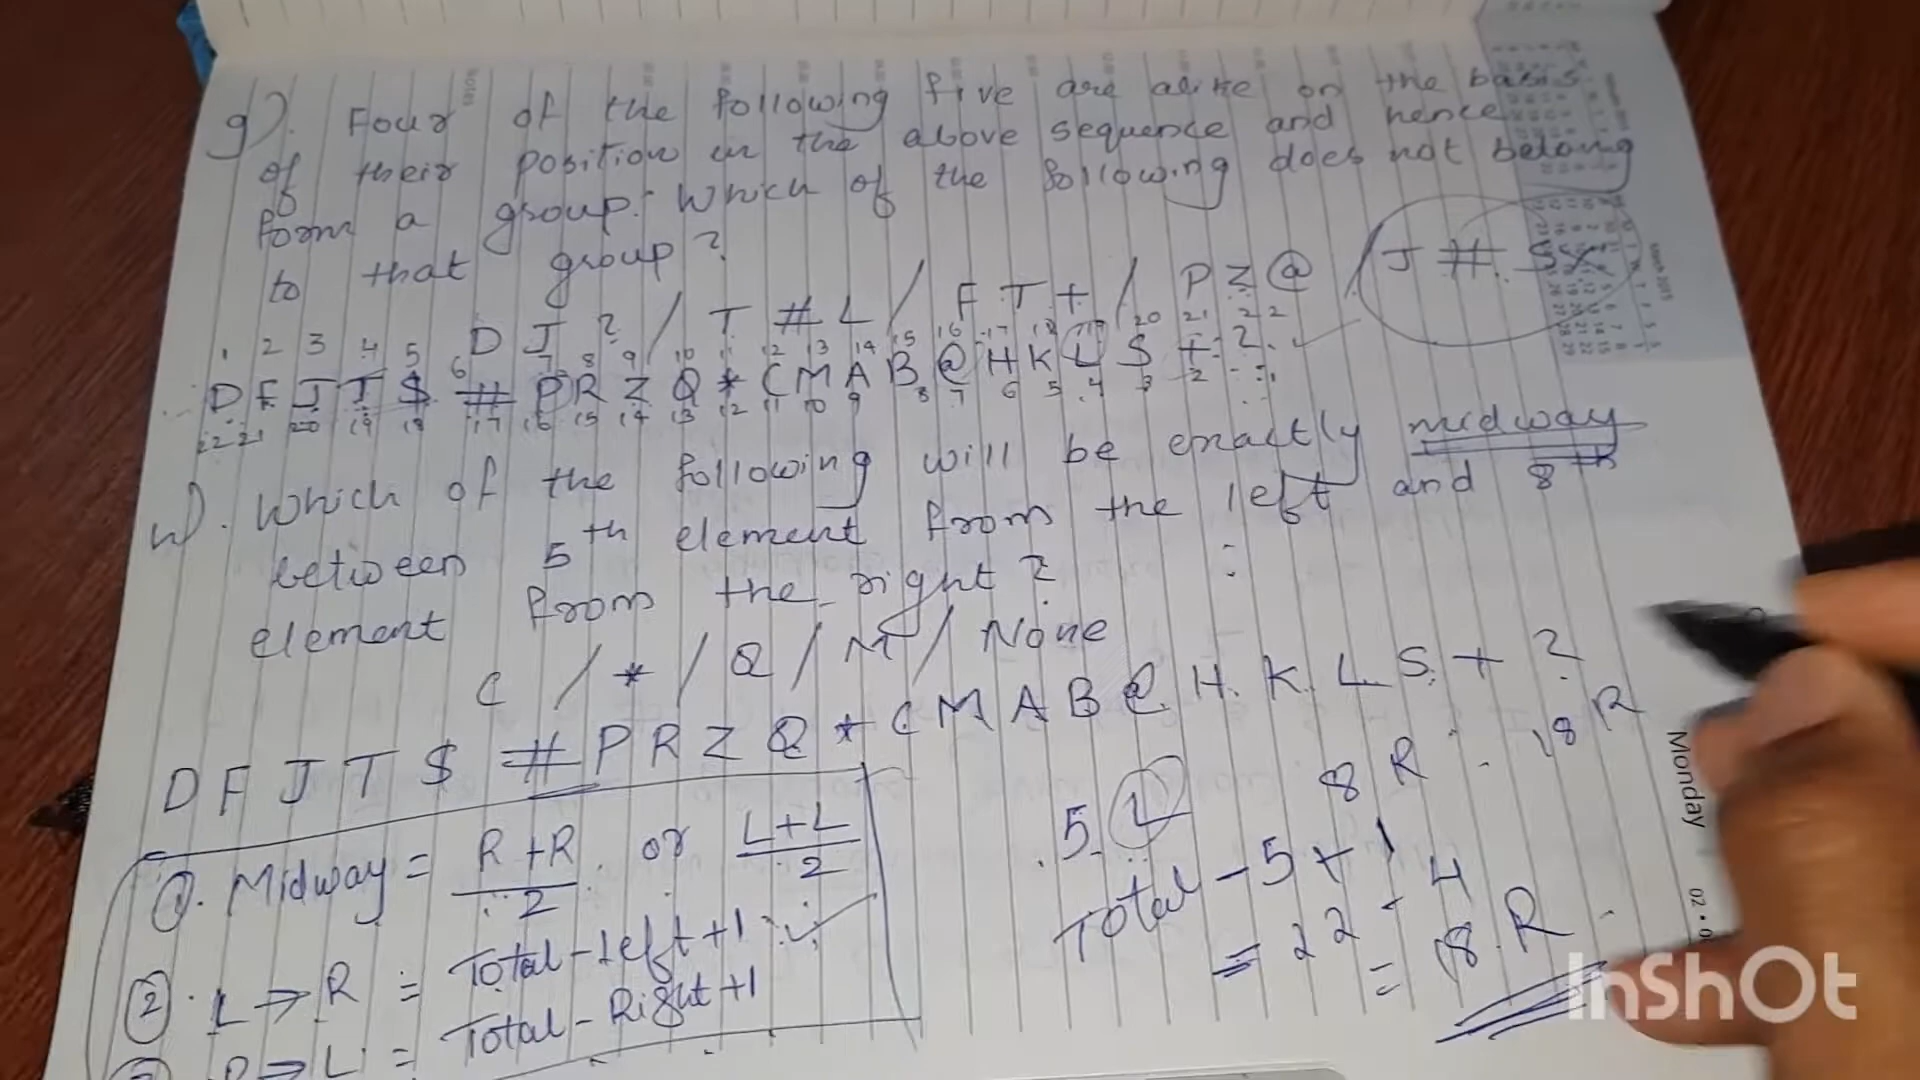 g). Four of the following five are alike on the basis
of their position in the above sequence and hence
form a group. Which of the following does not belong
to that group?
D J ? / T # L / F T + / P Z @ / J # S
1 2 3 4 5 6 7 8 9 10 11 12 13 14 15 16 17 18 19 20 21 22
D F J T $ # P R Z Q * C M A B @ H K L S + ?
22 21 20 19 18 17 16 15 14 13 12 11 10 9 8 7 6 5 4 3 2 1
h). Which of the following will be exactly midway
between 5th element from the left and 8th
element from the right?
C / * / Q / M / None
D F J T $ # P R Z Q * C M A B @ H K L S + ?
① Midway = R + R / 2 or L + L / 2
② L → R = Total - Left + 1
R → L = Total - Right + 1
5 L 8 R 18 R
Total - 5 + 1
= 22 - 4
= 18 R
Monday
InShOt